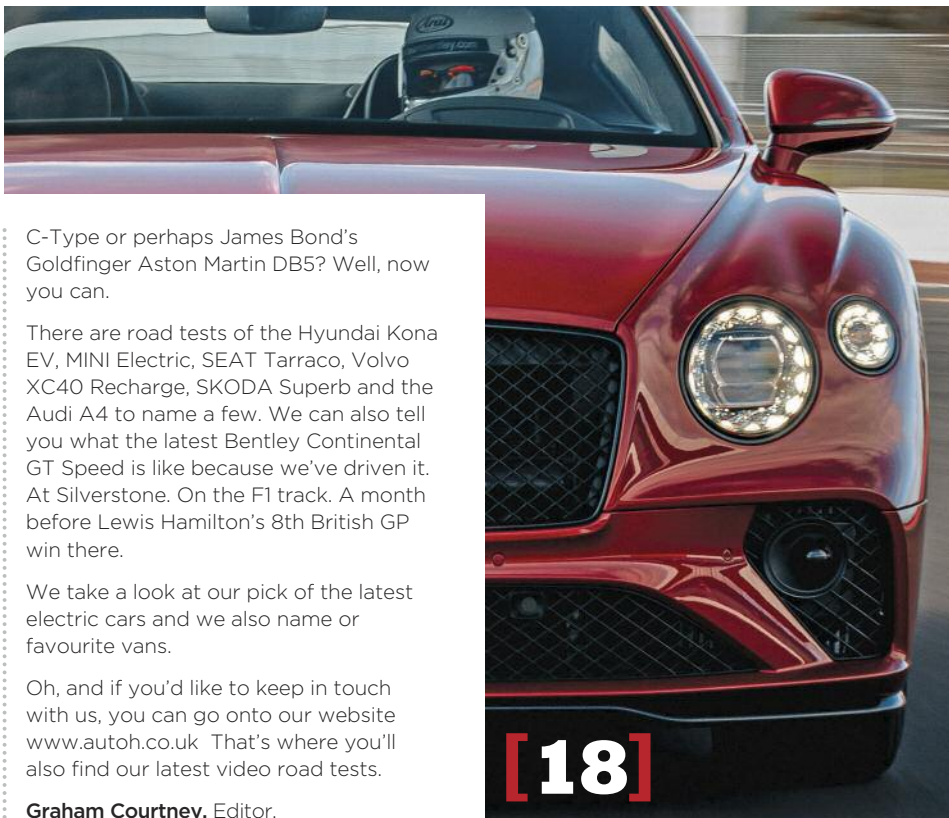 Arai
C-Type or perhaps James Bond's
Goldfinger Aston Martin DB5? Well, now
you can.
There are road tests of the Hyundai Kona
EV, MINI Electric, SEAT Tarraco, Volvo
XC40 Recharge, SKODA Superb and the
Audi A4 to name a few. We can also tell
you what the latest Bentley Continental
GT Speed is like because we've driven it.
At Silverstone. On the F1 track. A month
before Lewis Hamilton's 8th British GP
win there.
We take a look at our pick of the latest
electric cars and we also name or
favourite vans.
Oh, and if you'd like to keep in touch
with us, you can go onto our website
www.autoh.co.uk That's where you'll
also find our latest video road tests.
Graham Courtney, Editor.
[18]